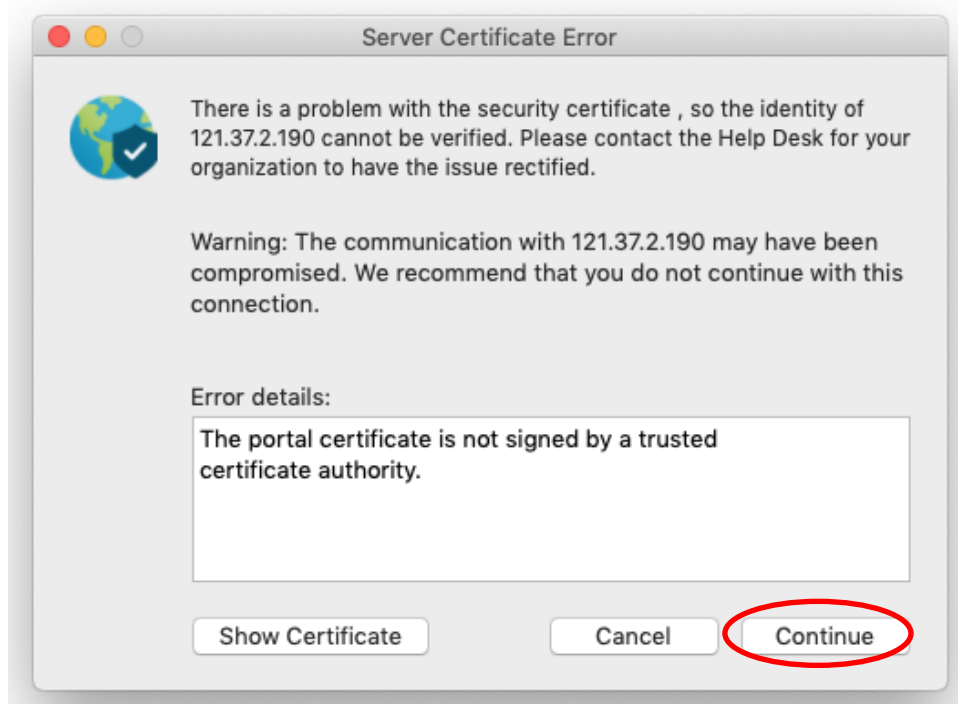 Server Certificate Error
There is a problem with the security certificate , so the identity of
121.37.2.190 cannot be verified. Please contact the Help Desk for your
organization to have the issue rectified.
Warning: The communication with 121.37.2.190 may have been
compromised. We recommend that you do not continue with this
connection.
Error details:
The portal certificate is not signed by a trusted
certificate authority.
Show Certificate
Cancel
Continue